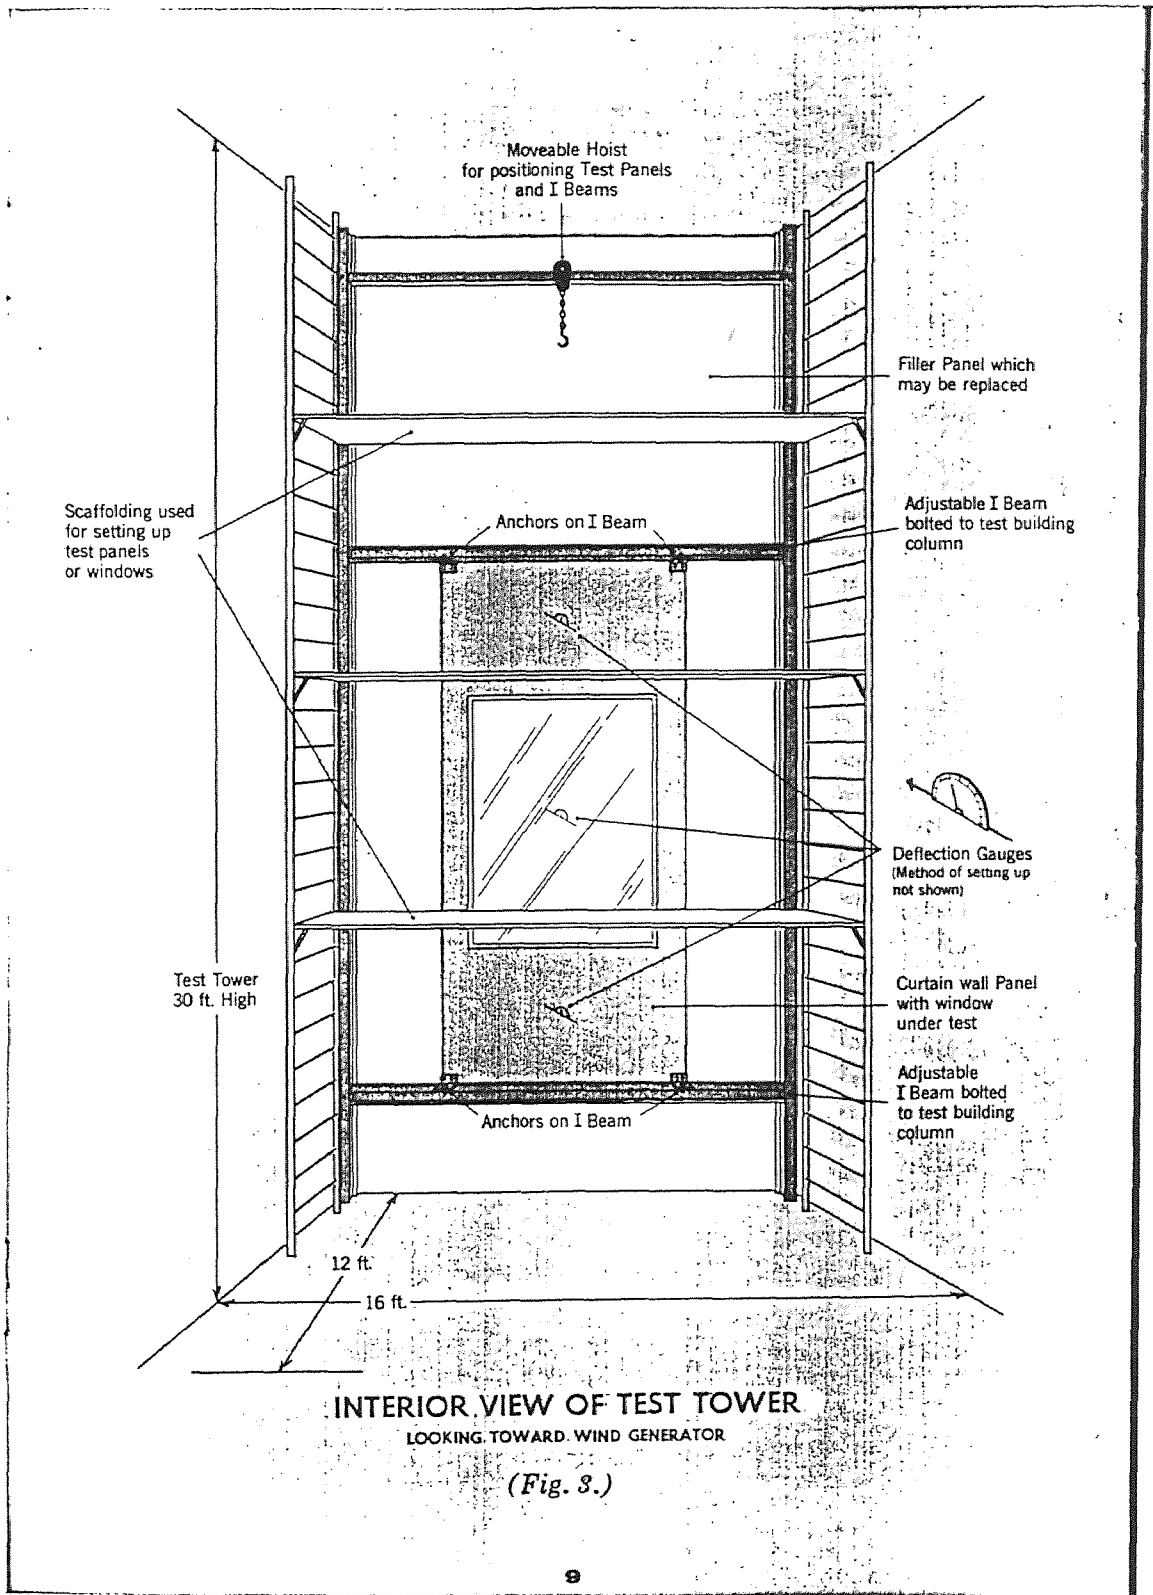 Moveable Hoist
for positioning Test Panels
and I Beams
Filler Panel which
may be replaced
Scaffolding used
for setting up
test panels
or windows
Anchors on I Beam
Adjustable I Beam
bolted to test building
column
Deflection Gauges
(Method of setting up
not shown)
Test Tower
30 ft. High
Curtain wall Panel
with window
under test
Adjustable
I Beam bolted
to test building
column
Anchors on I Beam
12 ft.
16 ft.
INTERIOR VIEW OF TEST TOWER
LOOKING TOWARD WIND GENERATOR
(Fig. 3.)
9